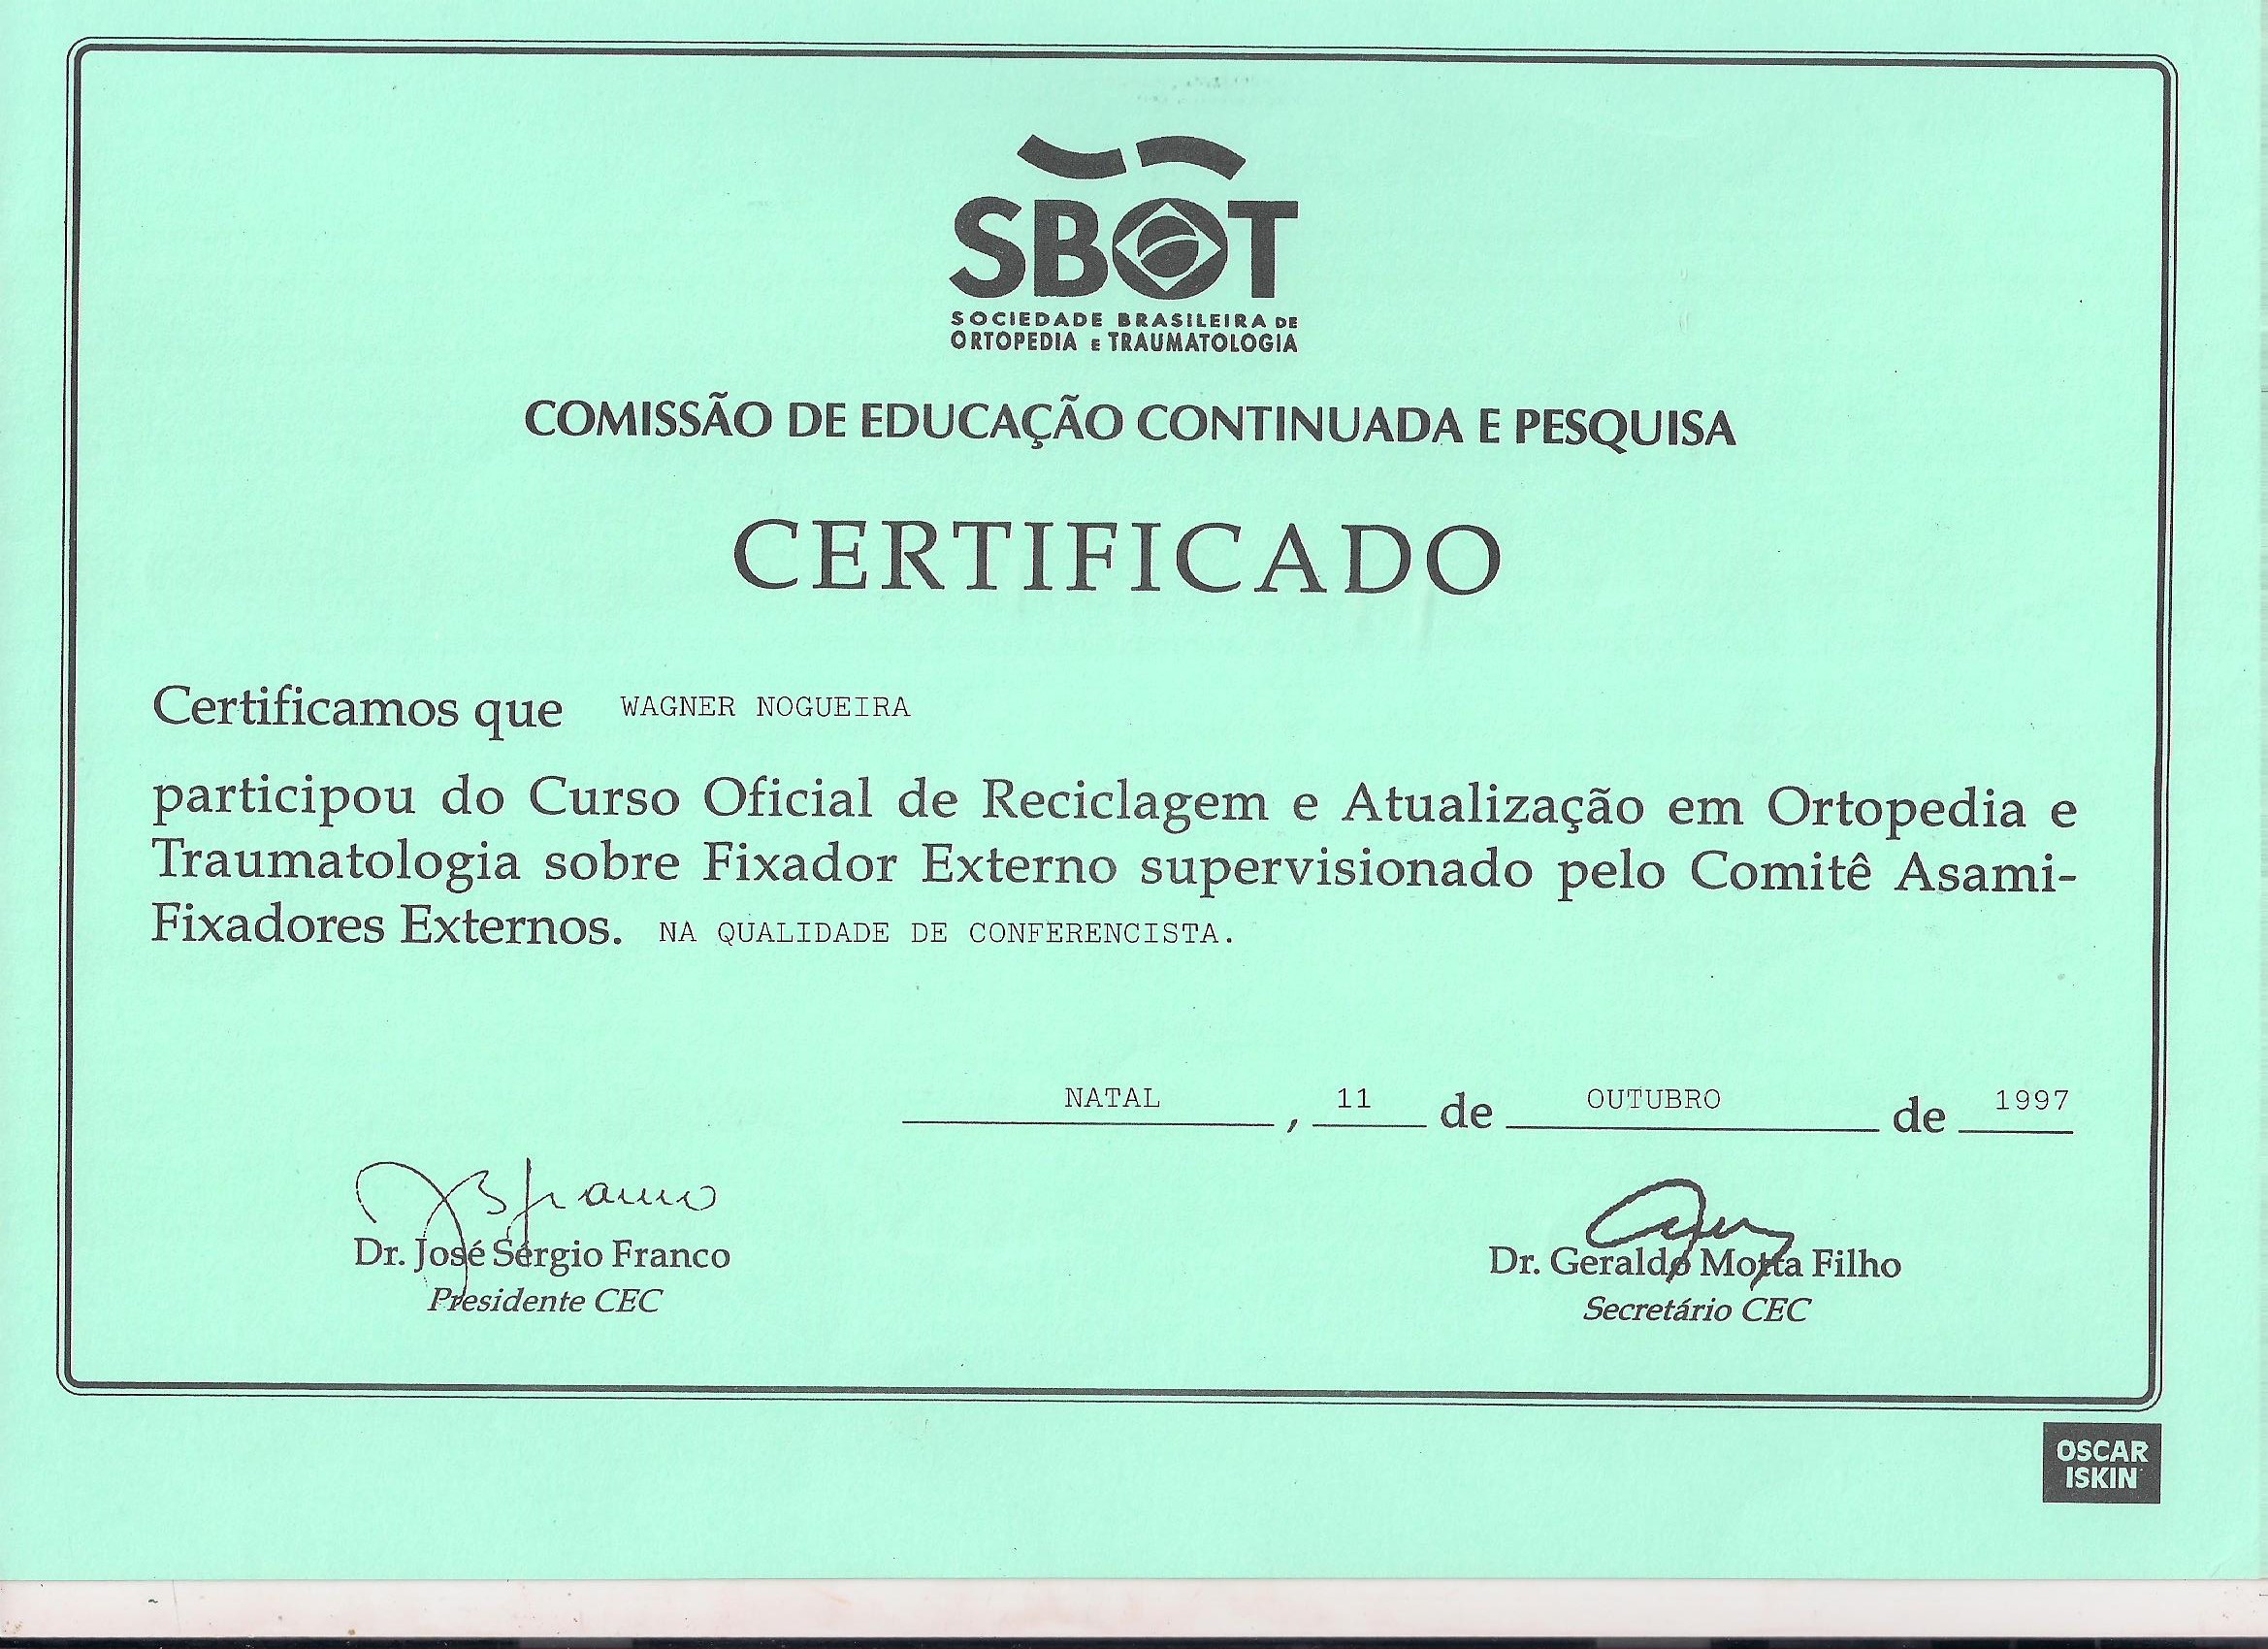 SBOT
SOCIEDADE BRASILEIRA DE
ORTOPEDIA E TRAUMATOLOGIA
COMISSÃO DE EDUCAÇÃO CONTINUADA E PESQUISA
CERTIFICADO
Certificamos que WAGNER NOGUEIRA
participou do Curso Oficial de Reciclagem e Atualização em Ortopedia e
Traumatologia sobre Fixador Externo supervisionado pelo Comitê Asami-
Fixadores Externos. NA QUALIDADE DE CONFERENCISTA.
NATAL, 11 de OUTUBRO de 1997
Dr. José Sérgio Franco
Presidente CEC
Dr. Geraldo Motta Filho
Secretário CEC
OSCAR
ISKIN